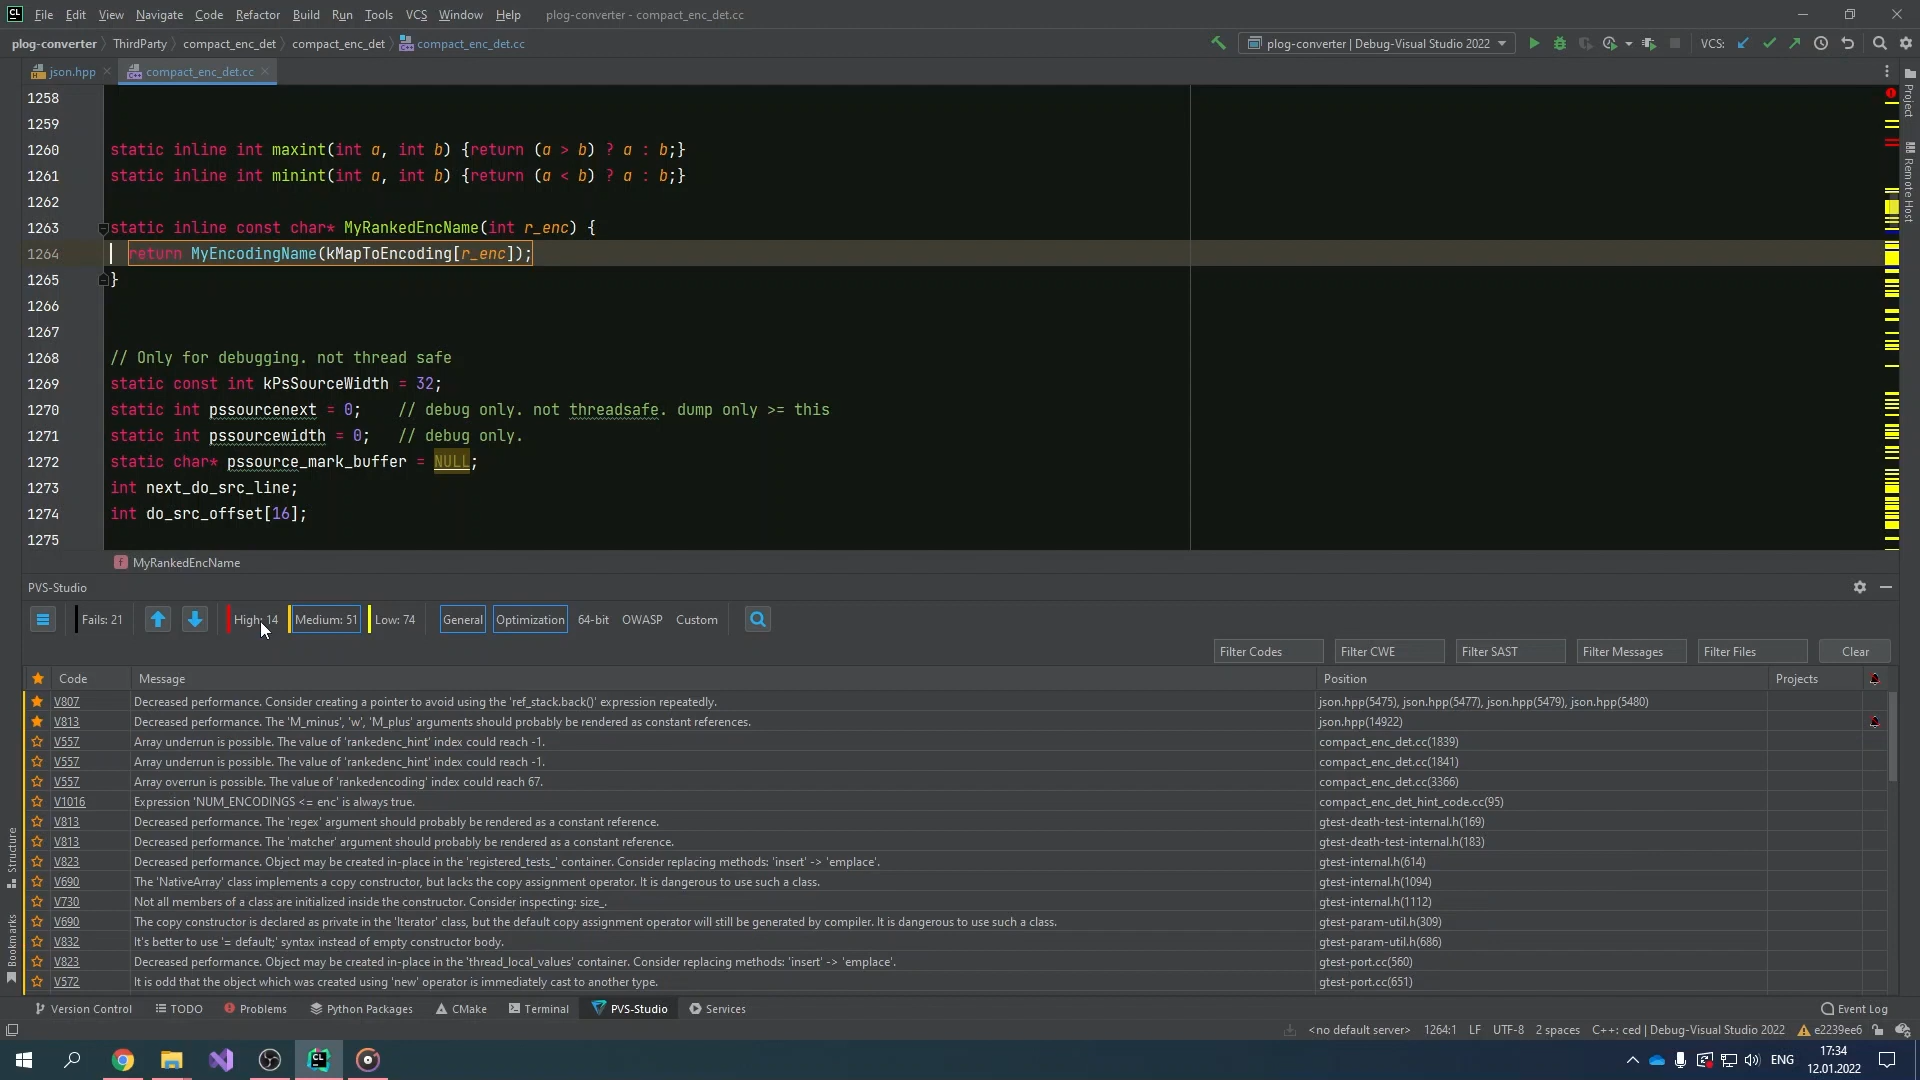 CL File Edit View Navigate Code Refactor Build Run Tools VCS Window Help plog-converter - compact_enc_det.cc
plog-converter ThirdParty compact_enc_det compact_enc_det compact_enc_det.cc plog-converter | Debug-Visual Studio 2022 VCS:
json.hpp compact_enc_det.cc
Project
Remote Host
1258
1259
1260 static inline int maxint(int a, int b) {return (a > b) ? a : b;}
1261 static inline int minint(int a, int b) {return (a < b) ? a : b;}
1262
1263 static inline const char* MyRankedEncName(int r_enc) {
1264 return MyEncodingName(kMapToEncoding[r_enc]);
1265 }
1266
1267
1268 // Only for debugging. not thread safe
1269 static const int kPsSourceWidth = 32;
1270 static int pssourcenext = 0; // debug only. not threadsafe. dump only >= this
1271 static int pssourcewidth = 0; // debug only.
1272 static char* pssource_mark_buffer = NULL;
1273 int next_do_src_line;
1274 int do_src_offset[16];
1275
f MyRankedEncName
PVS-Studio
Fails: 21 High: 14 Medium: 51 Low: 74 General Optimization 64-bit OWASP Custom
Filter Codes Filter CWE Filter SAST Filter Messages Filter Files Clear
Code Message Position Projects
V807 Decreased performance. Consider creating a pointer to avoid using the 'ref_stack.back()' expression repeatedly. json.hpp(5475), json.hpp(5477), json.hpp(5479), json.hpp(5480)
V813 Decreased performance. The 'M_minus', 'w', 'M_plus' arguments should probably be rendered as constant references. json.hpp(14922)
V557 Array underrun is possible. The value of 'rankedenc_hint' index could reach -1. compact_enc_det.cc(1839)
V557 Array underrun is possible. The value of 'rankedenc_hint' index could reach -1. compact_enc_det.cc(1841)
V557 Array overrun is possible. The value of 'rankedencoding' index could reach 67. compact_enc_det.cc(3366)
V1016 Expression 'NUM_ENCODINGS <= enc' is always true. compact_enc_det_hint_code.cc(95)
V813 Decreased performance. The 'regex' argument should probably be rendered as a constant reference. gtest-death-test-internal.h(169)
V813 Decreased performance. The 'matcher' argument should probably be rendered as a constant reference. gtest-death-test-internal.h(183)
V823 Decreased performance. Object may be created in-place in the 'registered_tests_' container. Consider replacing methods: 'insert' -> 'emplace'. gtest-internal.h(614)
V690 The 'NativeArray' class implements a copy constructor, but lacks the copy assignment operator. It is dangerous to use such a class. gtest-internal.h(1094)
V730 Not all members of a class are initialized inside the constructor. Consider inspecting: size_. gtest-internal.h(1112)
V690 The copy constructor is declared as private in the 'Iterator' class, but the default copy assignment operator will still be generated by compiler. It is dangerous to use such a class. gtest-param-util.h(309)
V832 It's better to use '= default;' syntax instead of empty constructor body. gtest-param-util.h(686)
V823 Decreased performance. Object may be created in-place in the 'thread_local_values' container. Consider replacing methods: 'insert' -> 'emplace'. gtest-port.cc(560)
V572 It is odd that the object which was created using 'new' operator is immediately cast to another type. gtest-port.cc(651)
Structure
Bookmarks
Version Control TODO Problems Python Packages CMake Terminal PVS-Studio Services Event Log
<no default server> 1264:1 LF UTF-8 2 spaces C++: ced | Debug-Visual Studio 2022 e2239ee6
CL ENG 17:34
12.01.2022